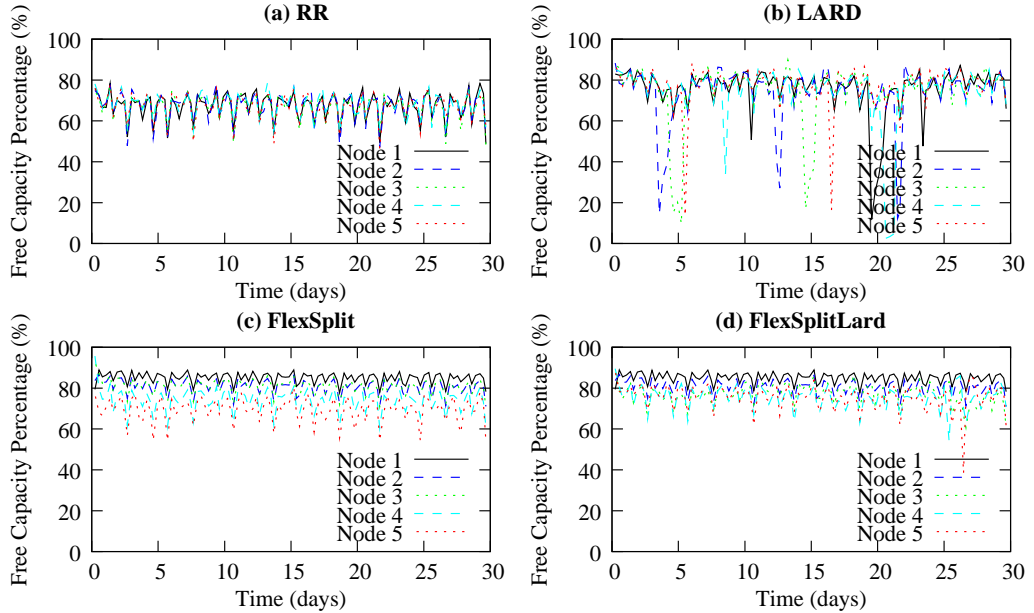 (a) RR
Free Capacity Percentage (%)
100
80
60
40
20
0
Node 1
Node 2
Node 3
Node 4
Node 5
0 5 10 15 20 25 30
Time (days)
(b) LARD
Free Capacity Percentage (%)
100
80
60
40
20
0
Node 1
Node 2
Node 3
Node 4
Node 5
0 5 10 15 20 25 30
Time (days)
(c) FlexSplit
Free Capacity Percentage (%)
100
80
60
40
20
0
Node 1
Node 2
Node 3
Node 4
Node 5
0 5 10 15 20 25 30
Time (days)
(d) FlexSplitLard
Free Capacity Percentage (%)
100
80
60
40
20
0
Node 1
Node 2
Node 3
Node 4
Node 5
0 5 10 15 20 25 30
Time (days)